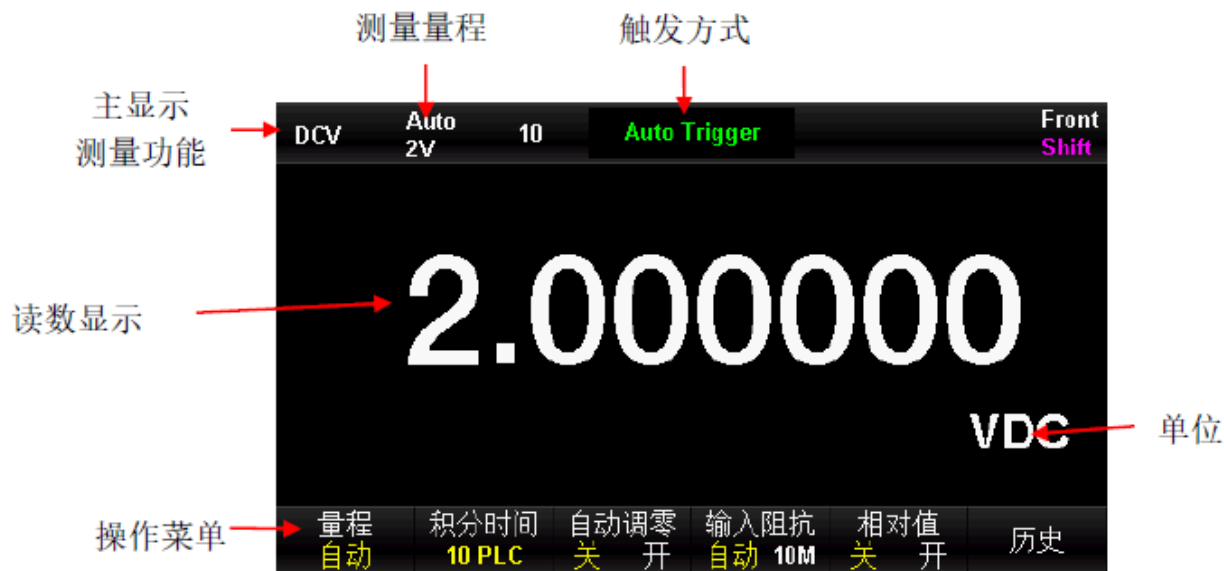 测量量程 触发方式
主显示
测量功能
DCV Auto 10 Auto Trigger Front
2V Shift
读数显示 2.000000
VDC 单位
操作菜单 量程 积分时间 自动调零 输入阻抗 相对值 历史
自动 10 PLC 关 开 自动 10M 关 开